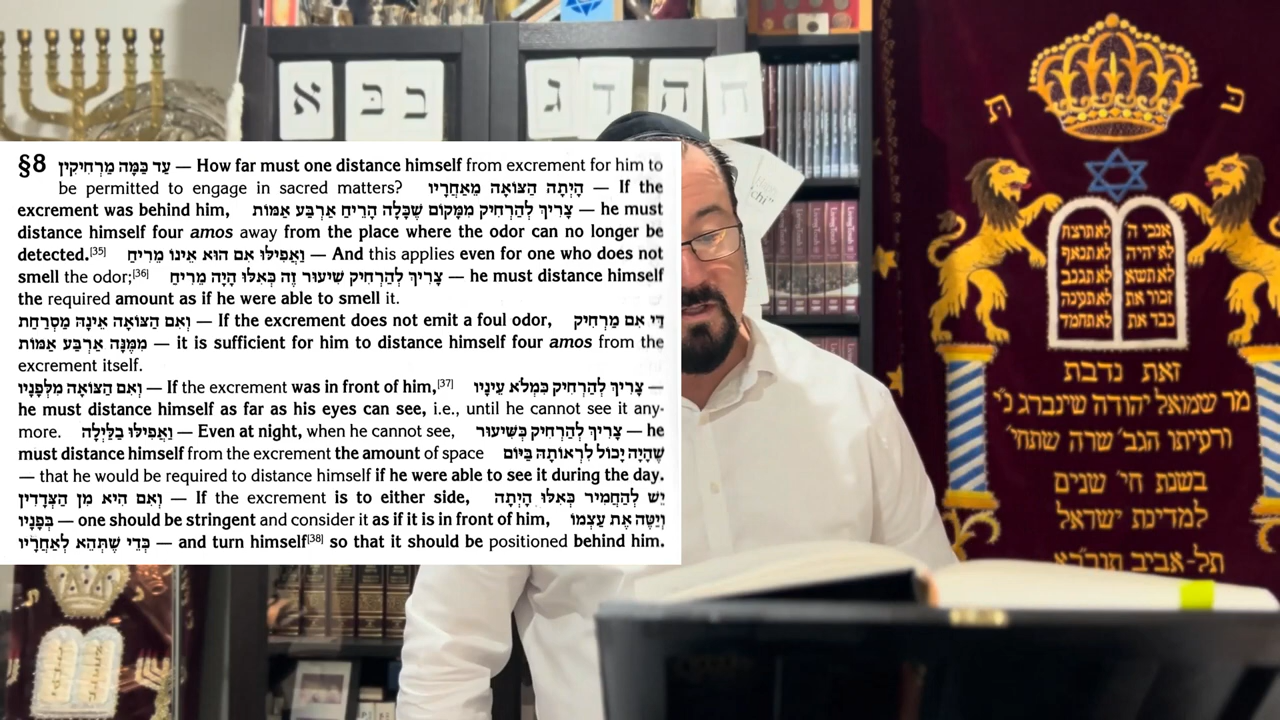 §8 עַד כַּמָּה מַרְחִיקִין — How far must one distance himself from excrement for him to
be permitted to engage in sacred matters? הָיְתָה הַצּוֹאָה מֵאַחֲרָיו — If the
excrement was behind him, צָרִיךְ לְהַרְחִיק מִמָּקוֹם שֶׁכָּלָה הָרֵיחַ אַרְבַּע אַמּוֹת — he must
distance himself four amos away from the place where the odor can no longer be
detected.[35] וַאֲפִילוּ אִם הוּא אֵינוֹ מֵרִיחַ — And this applies even for one who does not
smell the odor;[36] צָרִיךְ לְהַרְחִיק שִׁיעוּר זֶה כְּאִלּוּ הָיָה מֵרִיחַ — he must distance himself
the required amount as if he were able to smell it.
וְאִם הַצּוֹאָה אֵינָהּ מַסְרַחַת — If the excrement does not emit a foul odor, דַּי אִם מַרְחִיק
מִמֶּנָּה אַרְבַּע אַמּוֹת — it is sufficient for him to distance himself four amos from the
excrement itself.
וְאִם הַצּוֹאָה מִלְּפָנָיו — If the excrement was in front of him,[37] צָרִיךְ לְהַרְחִיק כִּמְלֹא עֵינָיו —
he must distance himself as far as his eyes can see, i.e., until he cannot see it any-
more. וַאֲפִילוּ בַּלַּיְלָה — Even at night, when he cannot see, צָרִיךְ לְהַרְחִיק כְּשִׁיעוּר — he
must distance himself from the excrement the amount of space שֶׁהָיָה יָכוֹל לִרְאוֹתָהּ בַּיּוֹם
— that he would be required to distance himself if he were able to see it during the day.
וְאִם הִיא מִן הַצְּדָדִין — If the excrement is to either side, יֵשׁ לְהַחְמִיר כְּאִלּוּ הָיְתָה
בְּפָנָיו — one should be stringent and consider it as if it is in front of him, וְיַטֶּה אֶת עַצְמוֹ
כְּדֵי שֶׁתְּהֵא לְאַחֲרָיו — and turn himself[38] so that it should be positioned behind him.
א בּ ב ג ד ה ח
כ ת
אנכי ה׳ לא תרצח
לא יהיה לא תנאף
לא תשא לא תגנב
זכור את לא תענה
כבד את לא תחמד
זאת נדבת
מר שמואל יהודה שינברג נ״י
ורעיתו הגב׳ שרה שתחי׳
בשנת חי׳ שנים
למדינת ישראל
תל-אביב